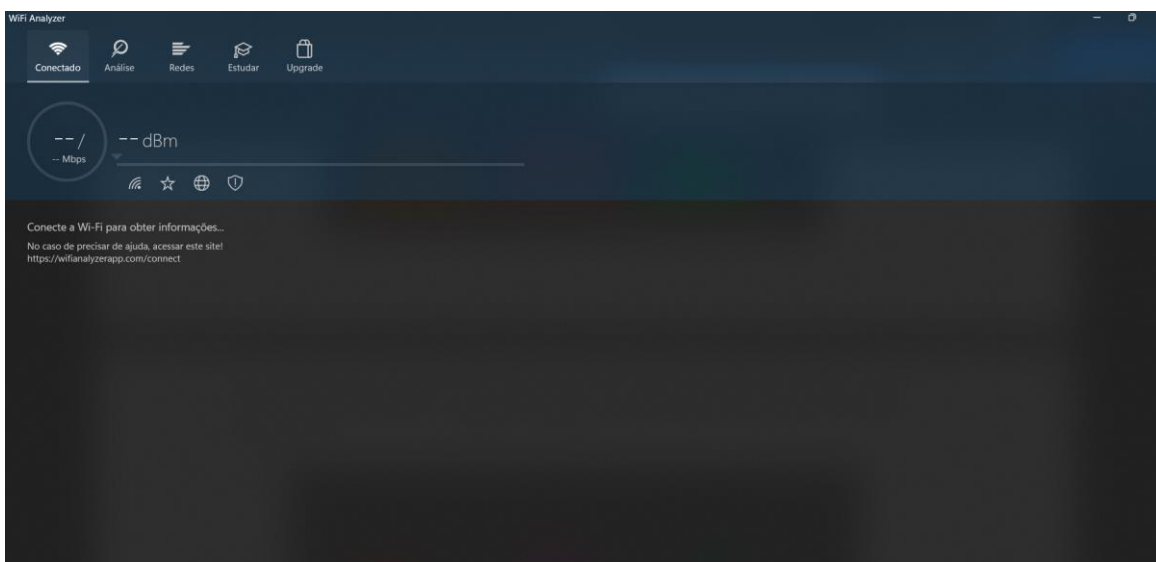 WiFi Analyzer
Conectado Análise Redes Estudar Upgrade
--/ --dBm
-- Mbps
Conecte a Wi-Fi para obter informações...
No caso de precisar de ajuda, acessar este site!
https://wifianalyzerapp.com/connect